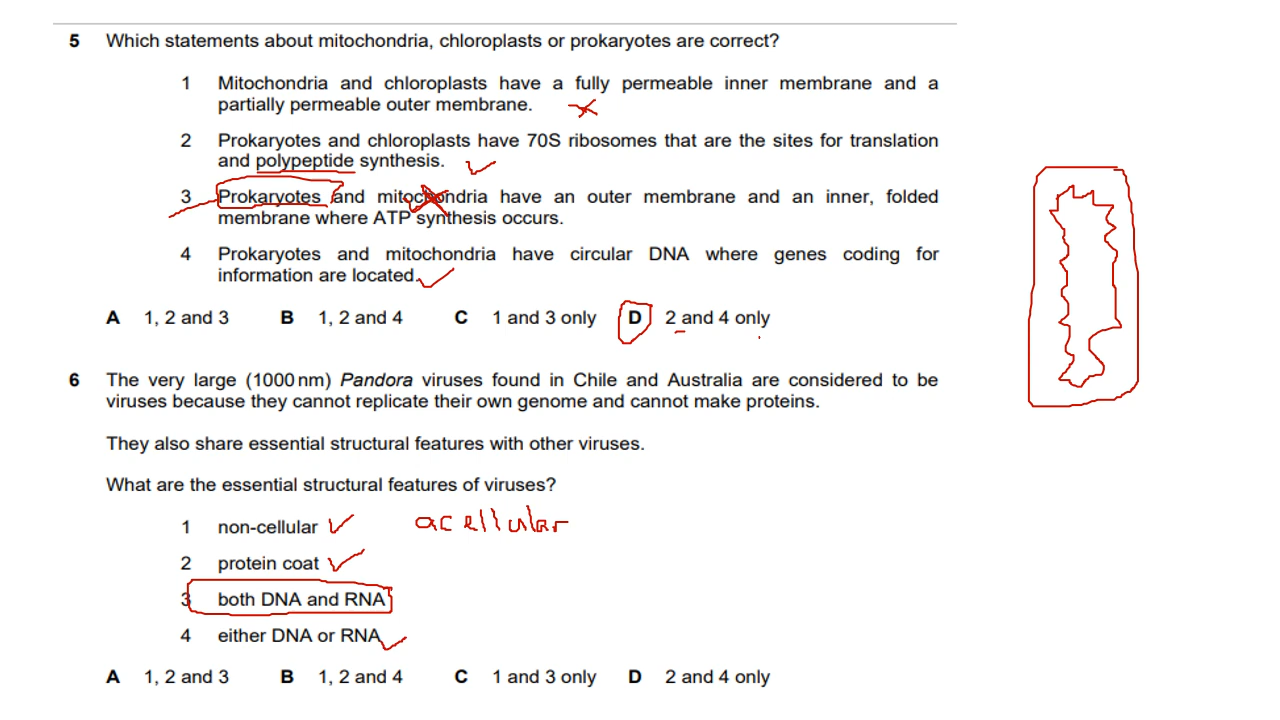 5 Which statements about mitochondria, chloroplasts or prokaryotes are correct?
1 Mitochondria and chloroplasts have a fully permeable inner membrane and a
partially permeable outer membrane.
2 Prokaryotes and chloroplasts have 70S ribosomes that are the sites for translation
and polypeptide synthesis.
3 Prokaryotes and mitochondria have an outer membrane and an inner, folded
membrane where ATP synthesis occurs.
4 Prokaryotes and mitochondria have circular DNA where genes coding for
information are located.
A 1, 2 and 3 B 1, 2 and 4 C 1 and 3 only D 2 and 4 only
6 The very large (1000 nm) Pandora viruses found in Chile and Australia are considered to be
viruses because they cannot replicate their own genome and cannot make proteins.
They also share essential structural features with other viruses.
What are the essential structural features of viruses?
1 non-cellular acellular
2 protein coat
3 both DNA and RNA
4 either DNA or RNA
A 1, 2 and 3 B 1, 2 and 4 C 1 and 3 only D 2 and 4 only